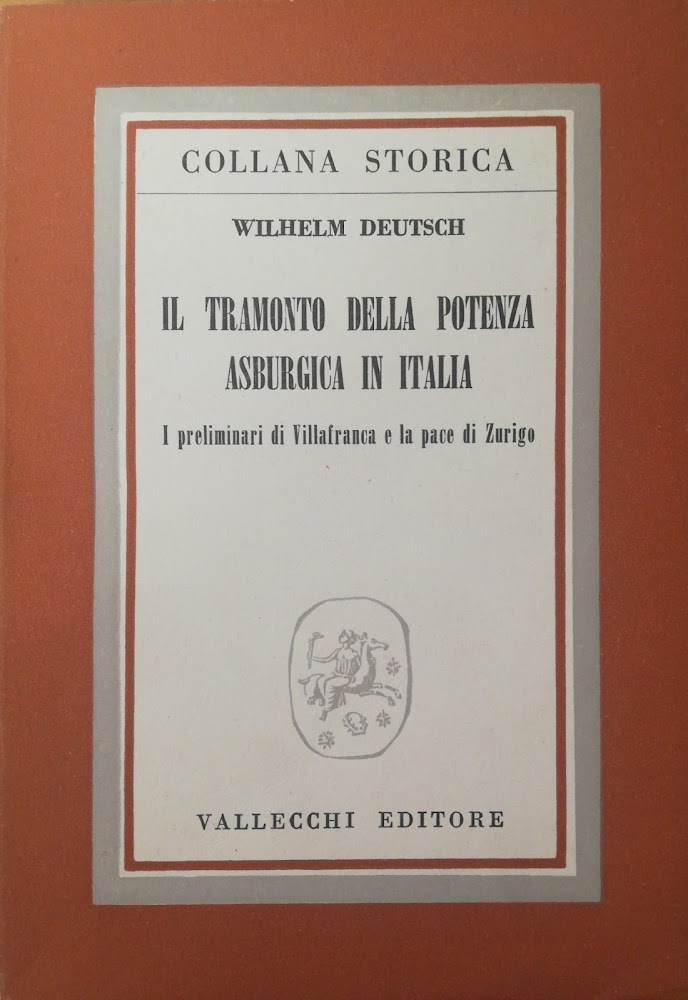 COLLANA STORICA
WILHELM DEUTSCH
IL TRAMONTO DELLA POTENZA
ASBURGICA IN ITALIA
I preliminari di Villafranca e la pace di Zurigo
VALLECCHI EDITORE